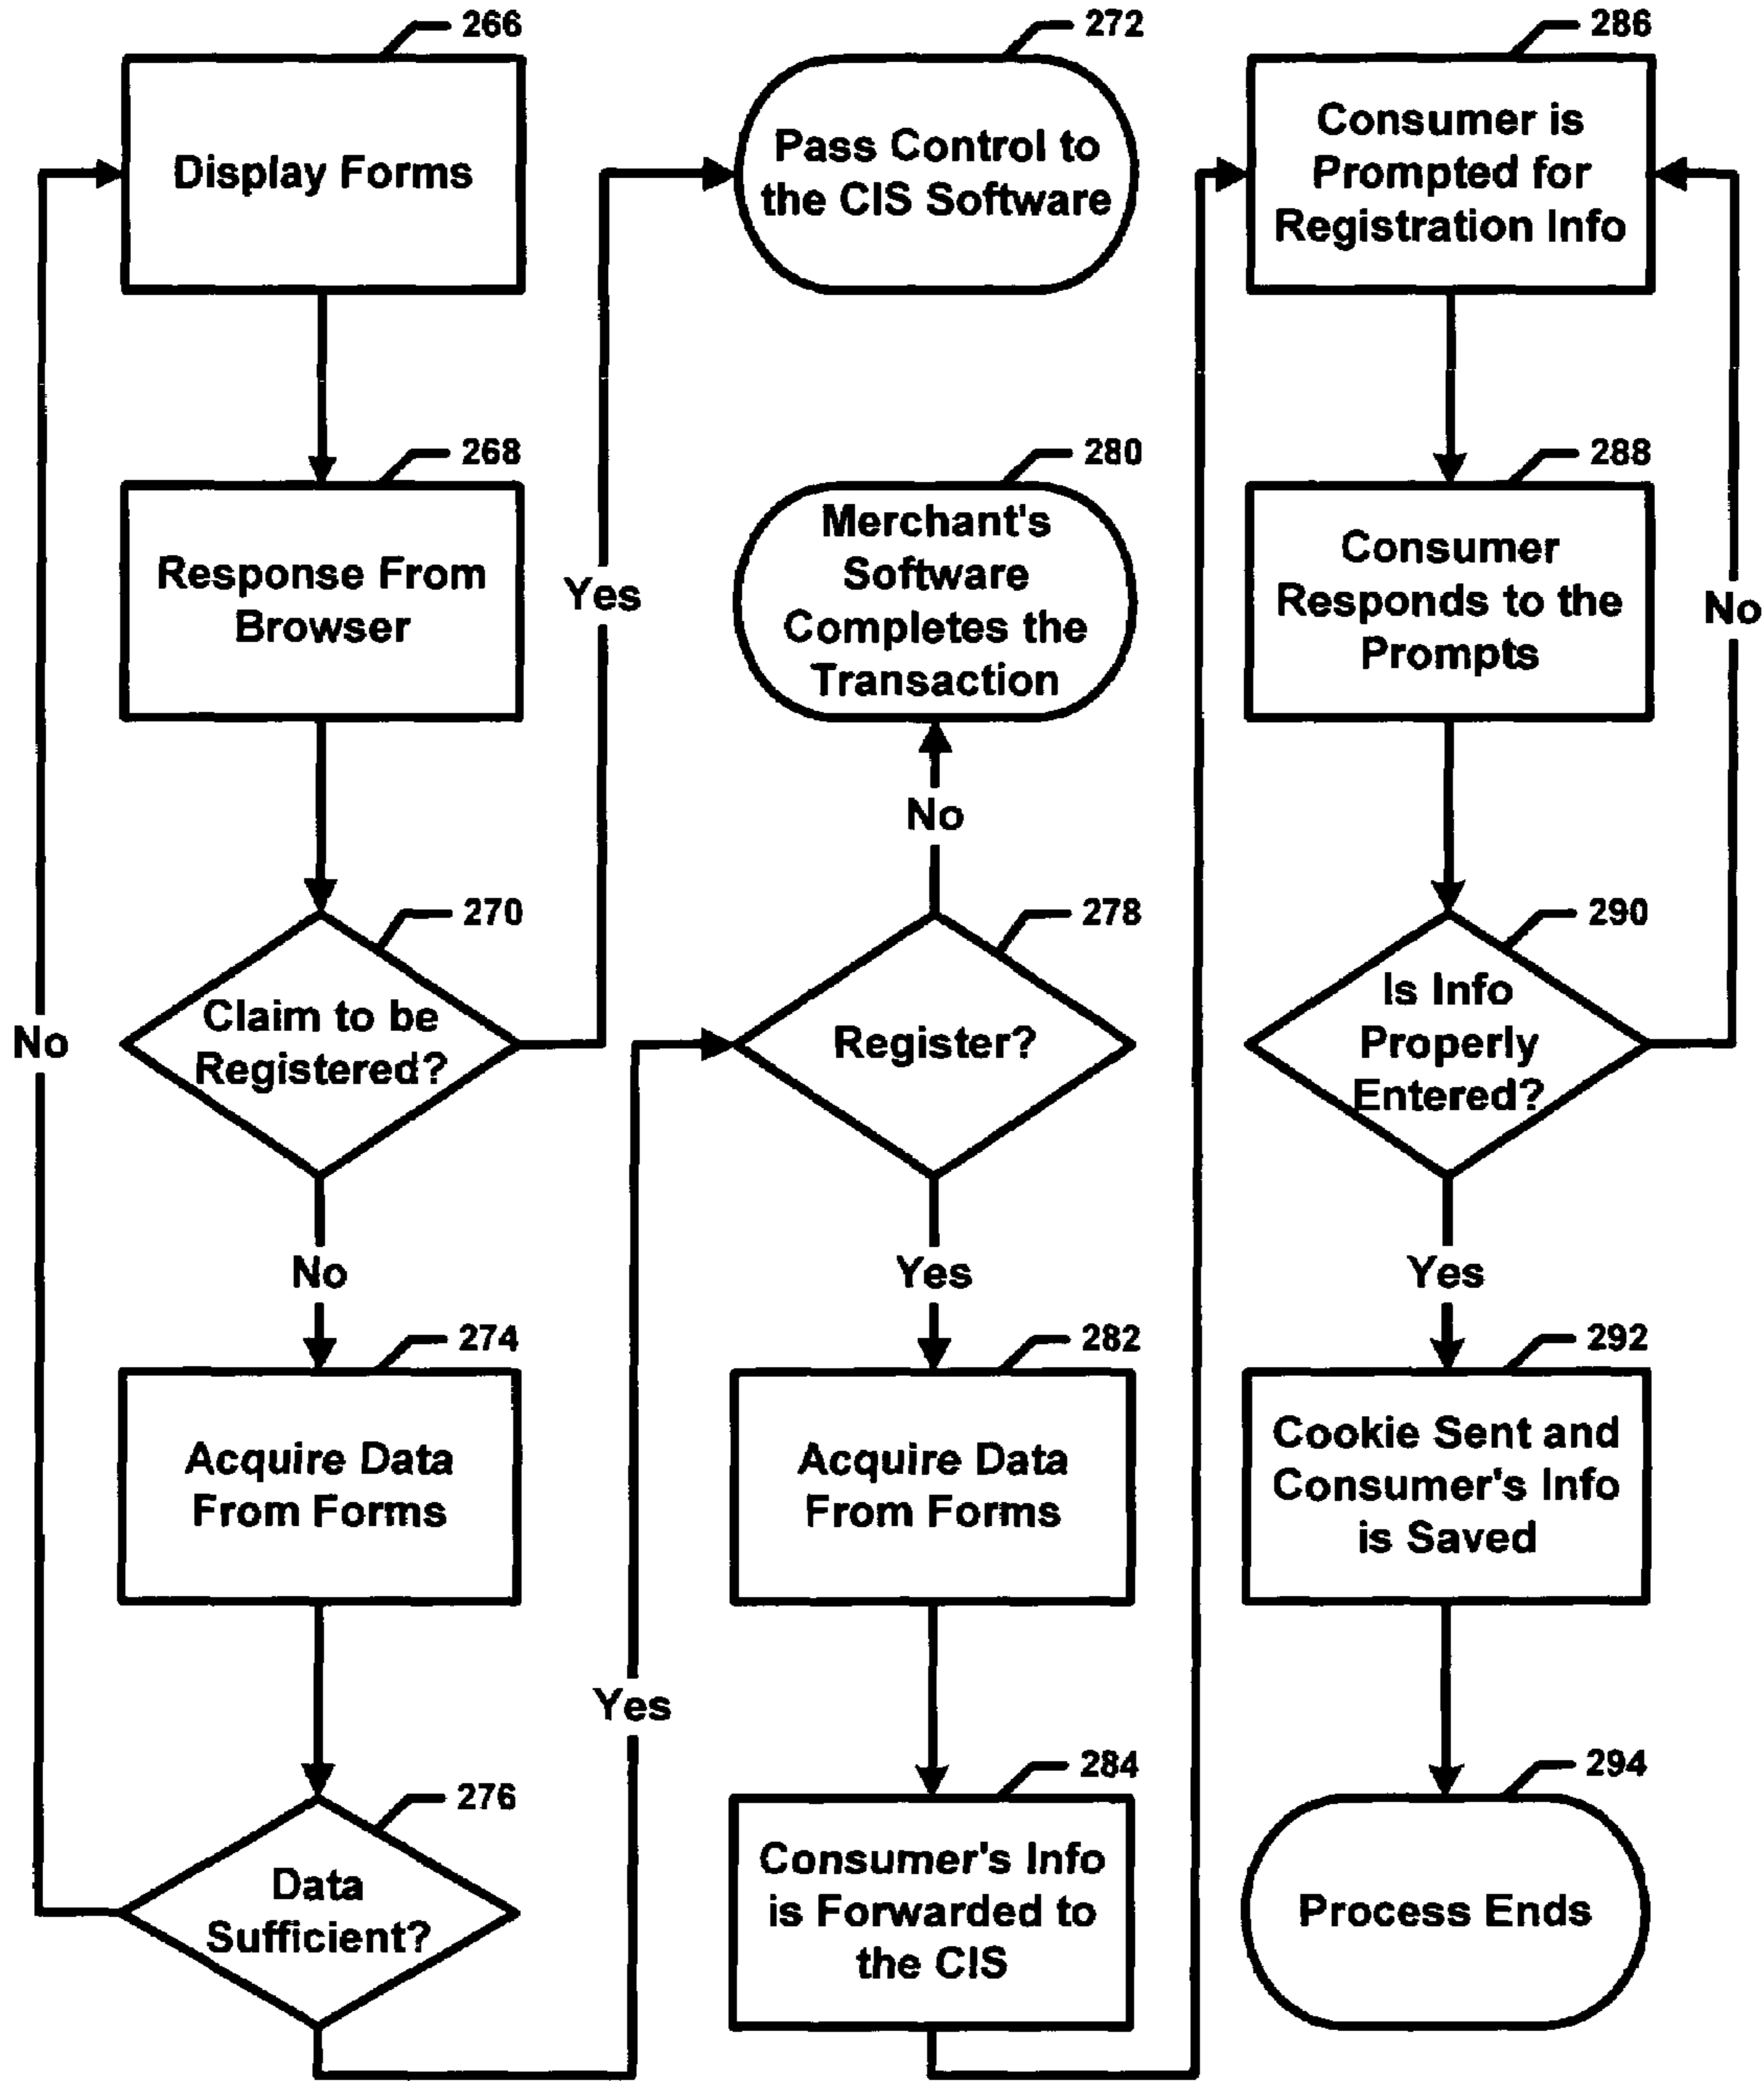 266
Display Forms
268
Response From
Browser
270
Claim to be
Registered?
No
Yes
No
274
Acquire Data
From Forms
276
Data
Sufficient?
Yes
272
Pass Control to
the CIS Software
280
Merchant's
Software
Completes the
Transaction
No
278
Register?
Yes
282
Acquire Data
From Forms
284
Consumer's Info
is Forwarded to
the CIS
286
Consumer is
Prompted for
Registration Info
288
Consumer
Responds to the
Prompts
No
290
Is Info
Properly
Entered?
Yes
292
Cookie Sent and
Consumer's Info
is Saved
294
Process Ends